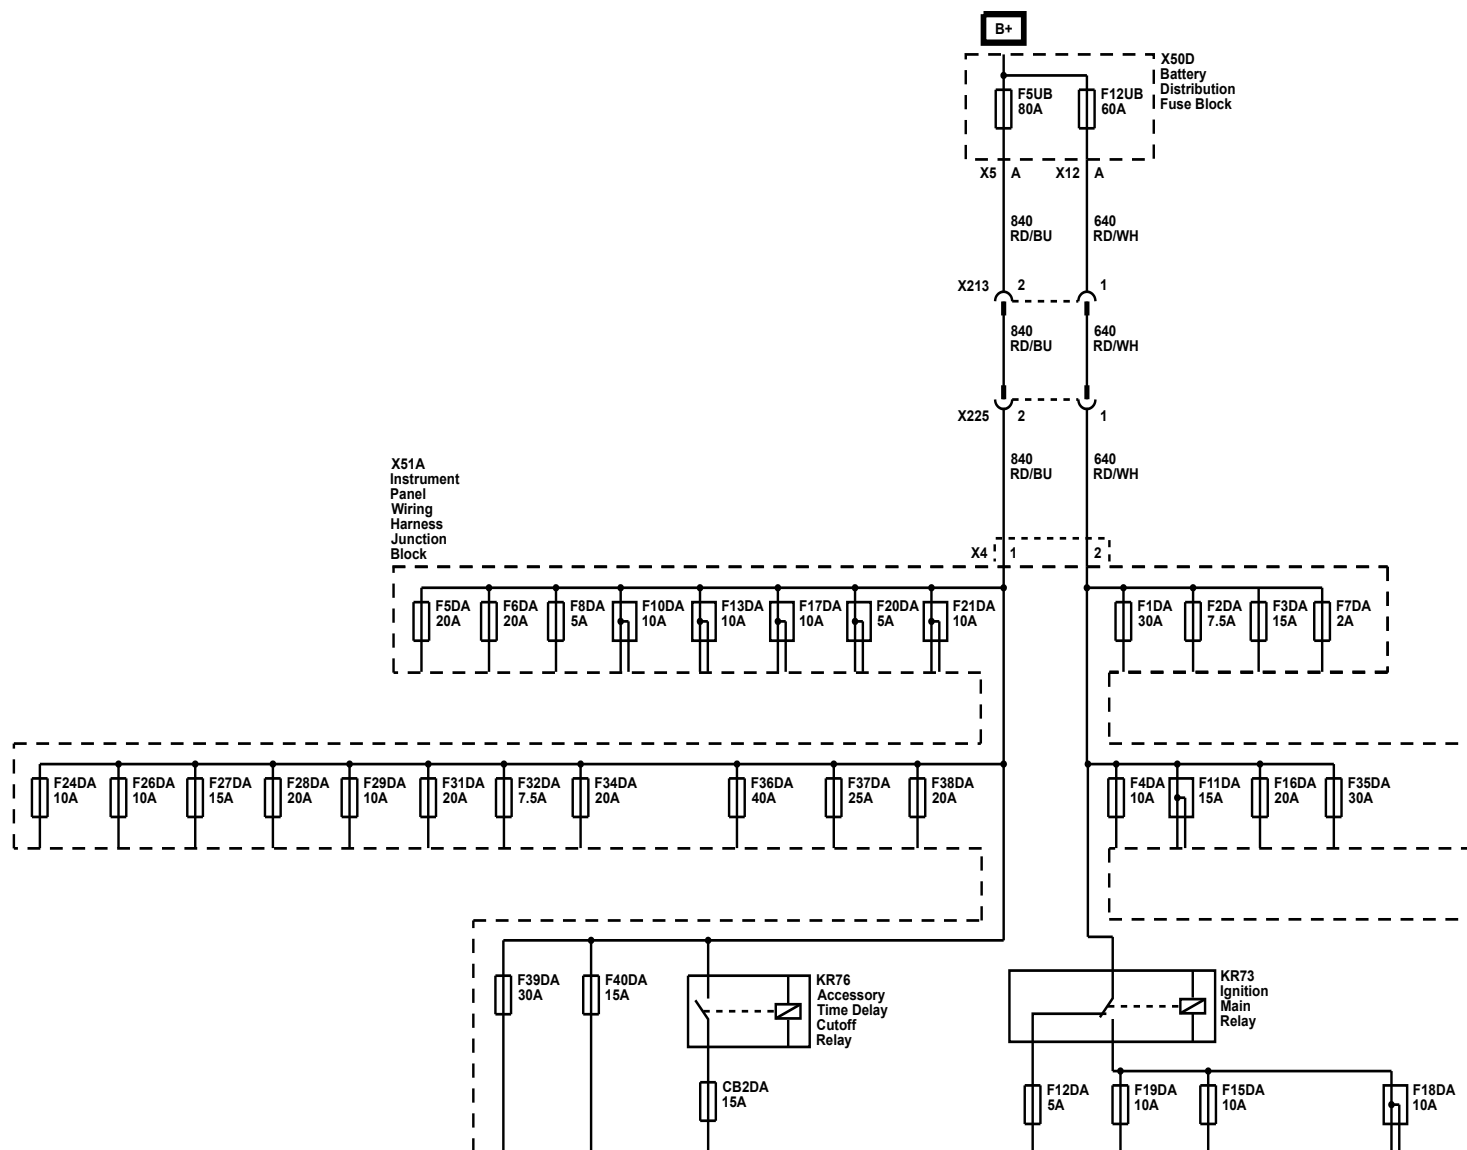 B+
X50D
Battery
Distribution
Fuse Block
F5UB
80A
F12UB
60A
X5 A
X12 A
840
RD/BU
640
RD/WH
X213 2 1
840
RD/BU
640
RD/WH
X225 2 1
840
RD/BU
640
RD/WH
X51A
Instrument
Panel
Wiring
Harness
Junction
Block
X4 1 2
F5DA
20A
F6DA
20A
F8DA
5A
F10DA
10A
F13DA
10A
F17DA
10A
F20DA
5A
F21DA
10A
F1DA
30A
F2DA
7.5A
F3DA
15A
F7DA
2A
F24DA
10A
F26DA
10A
F27DA
15A
F28DA
20A
F29DA
10A
F31DA
20A
F32DA
7.5A
F34DA
20A
F36DA
40A
F37DA
25A
F38DA
20A
F4DA
10A
F11DA
15A
F16DA
20A
F35DA
30A
F39DA
30A
F40DA
15A
KR76
Accessory
Time Delay
Cutoff
Relay
KR73
Ignition
Main
Relay
CB2DA
15A
F12DA
5A
F19DA
10A
F15DA
10A
F18DA
10A